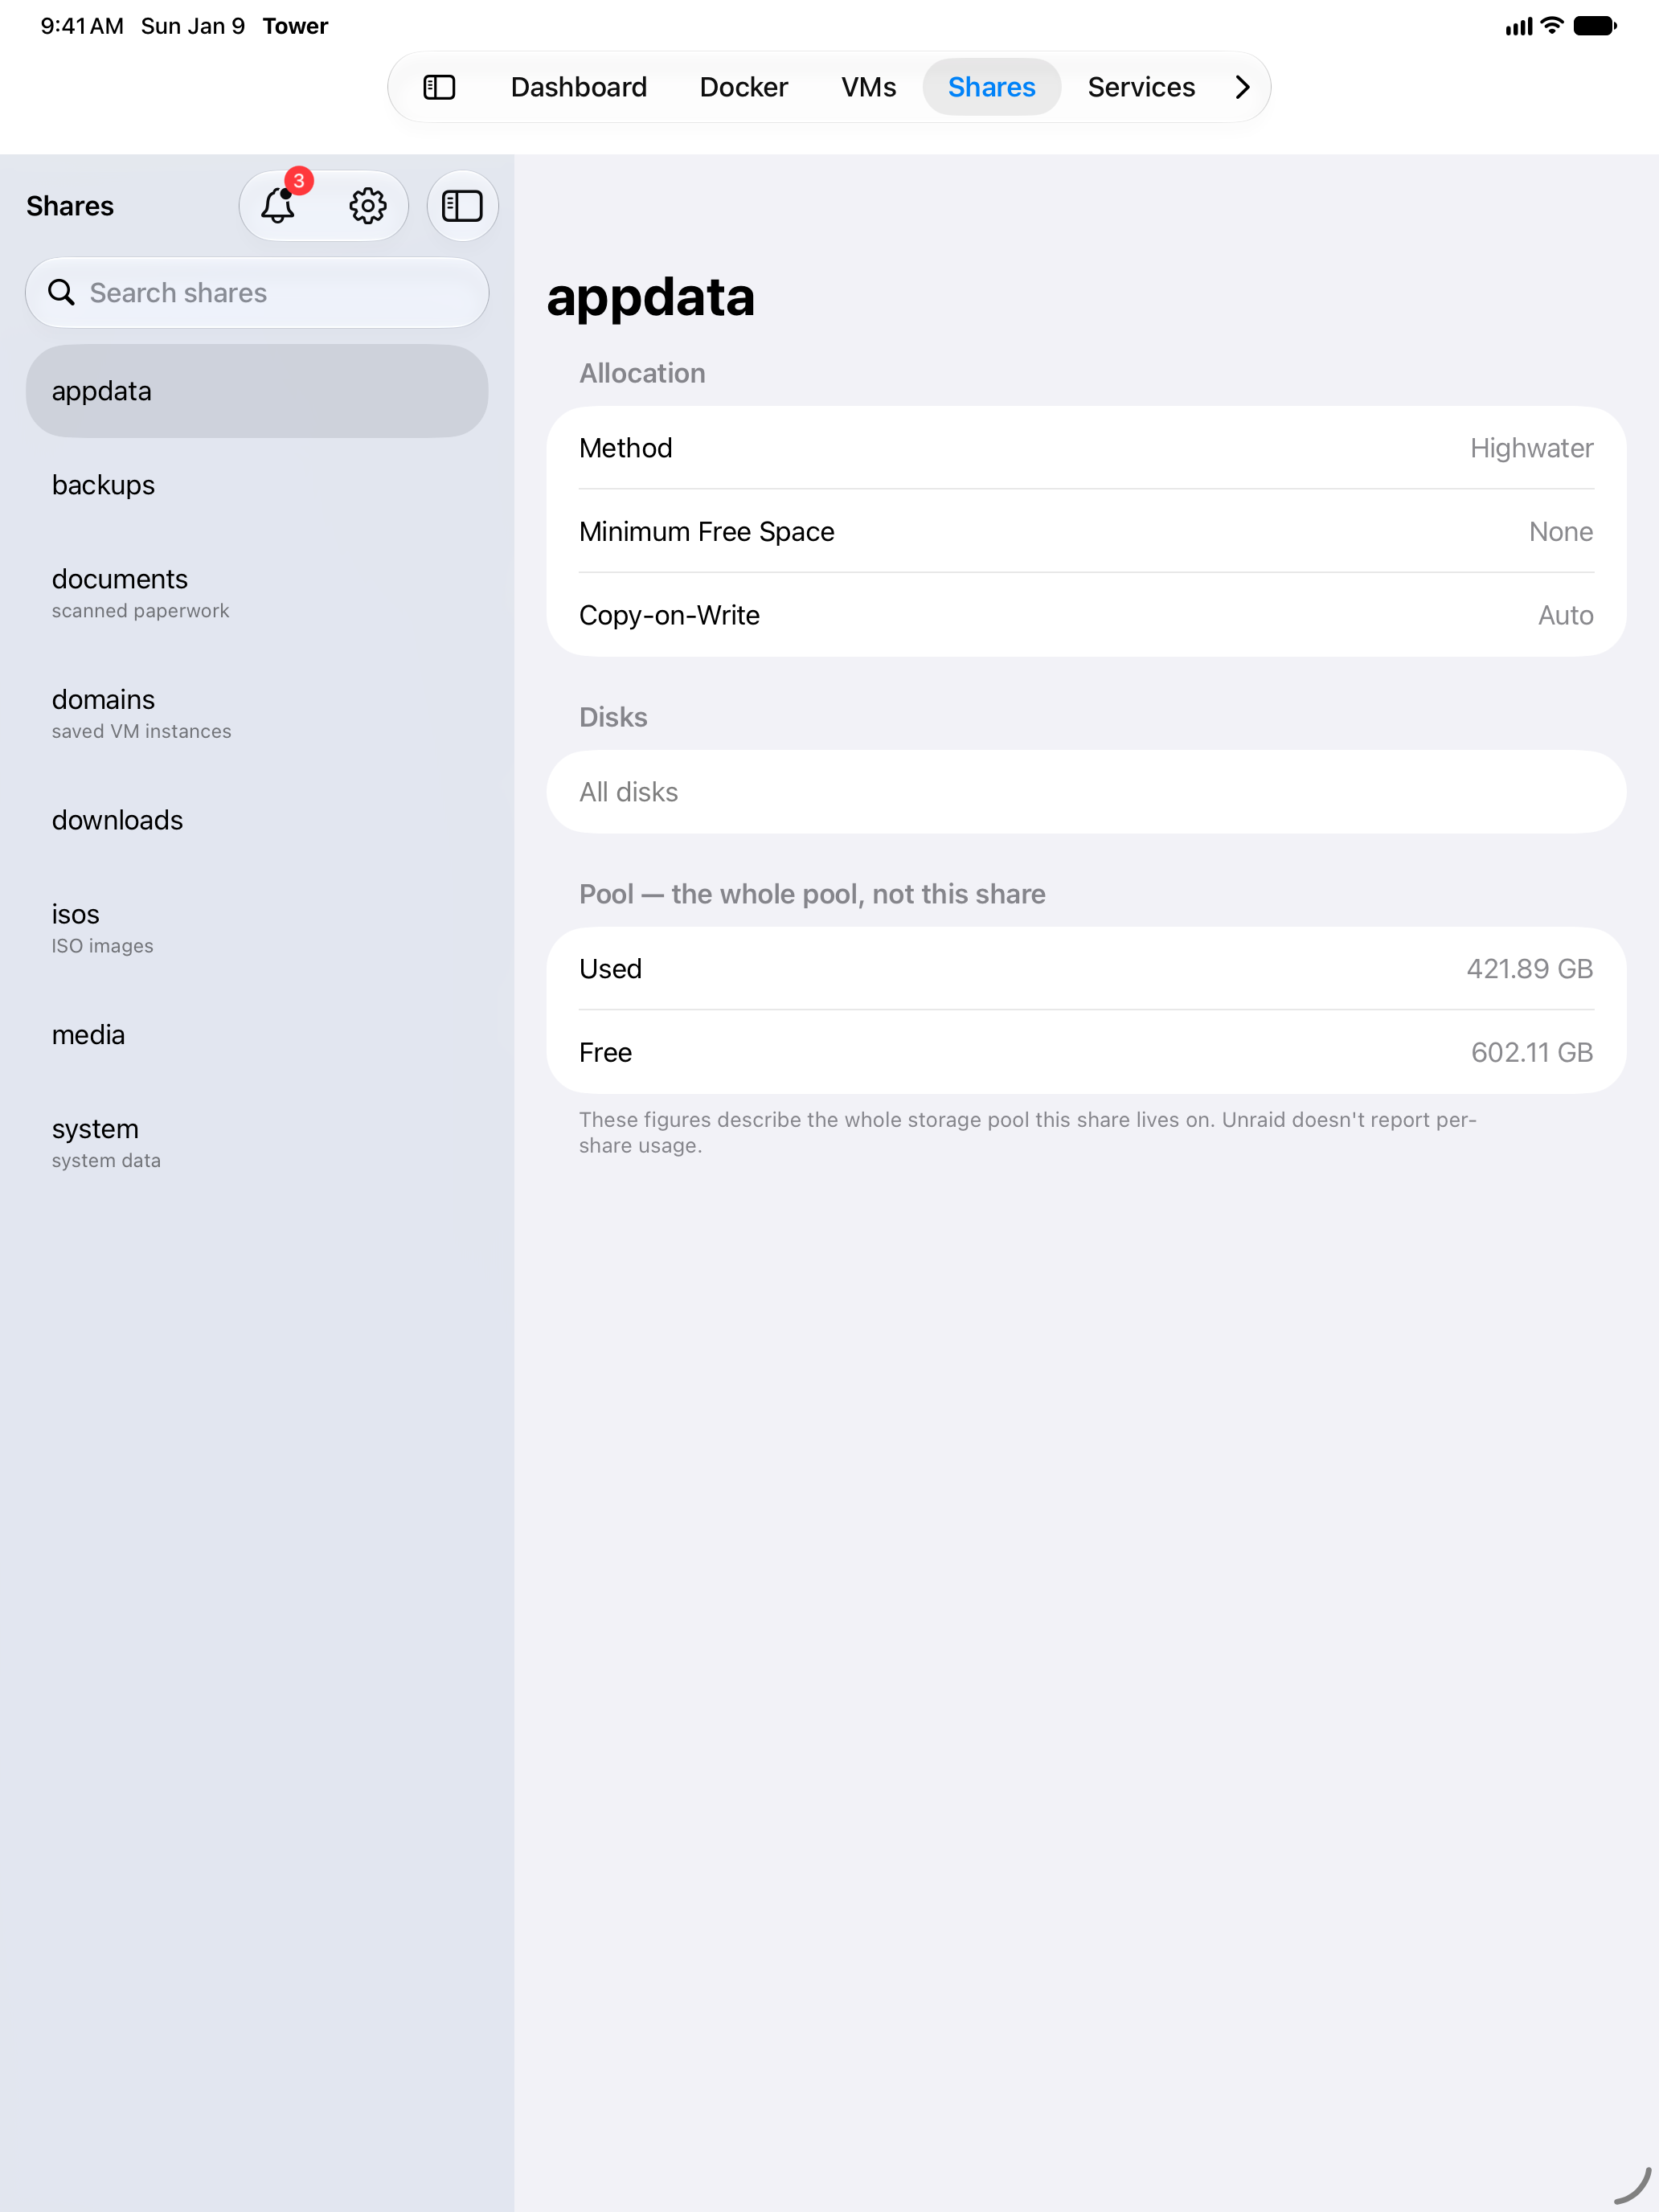 9:41 AM Sun Jan 9 Tower
Dashboard Docker VMs Shares Services
Shares
3
Search shares
appdata
backups
documents
scanned paperwork
domains
saved VM instances
downloads
isos
ISO images
media
system
system data
appdata
Allocation
Method Highwater
Minimum Free Space None
Copy-on-Write Auto
Disks
All disks
Pool — the whole pool, not this share
Used 421.89 GB
Free 602.11 GB
These figures describe the whole storage pool this share lives on. Unraid doesn't report per-
share usage.